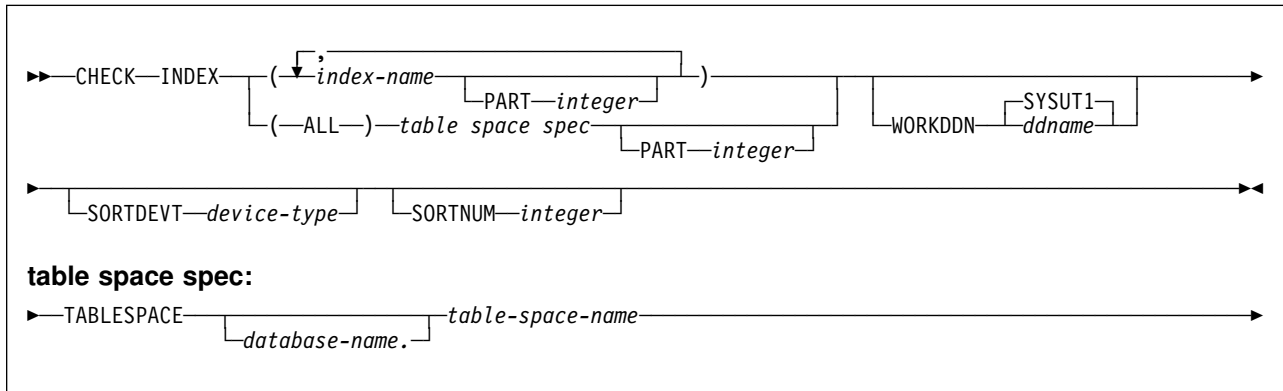 ,
CHECK INDEX ( index-name PART integer )
( ALL ) table space spec PART integer
WORKDDN SYSUT1
ddname
SORTDEVT device-type SORTNUM integer
table space spec:
TABLESPACE database-name. table-space-name